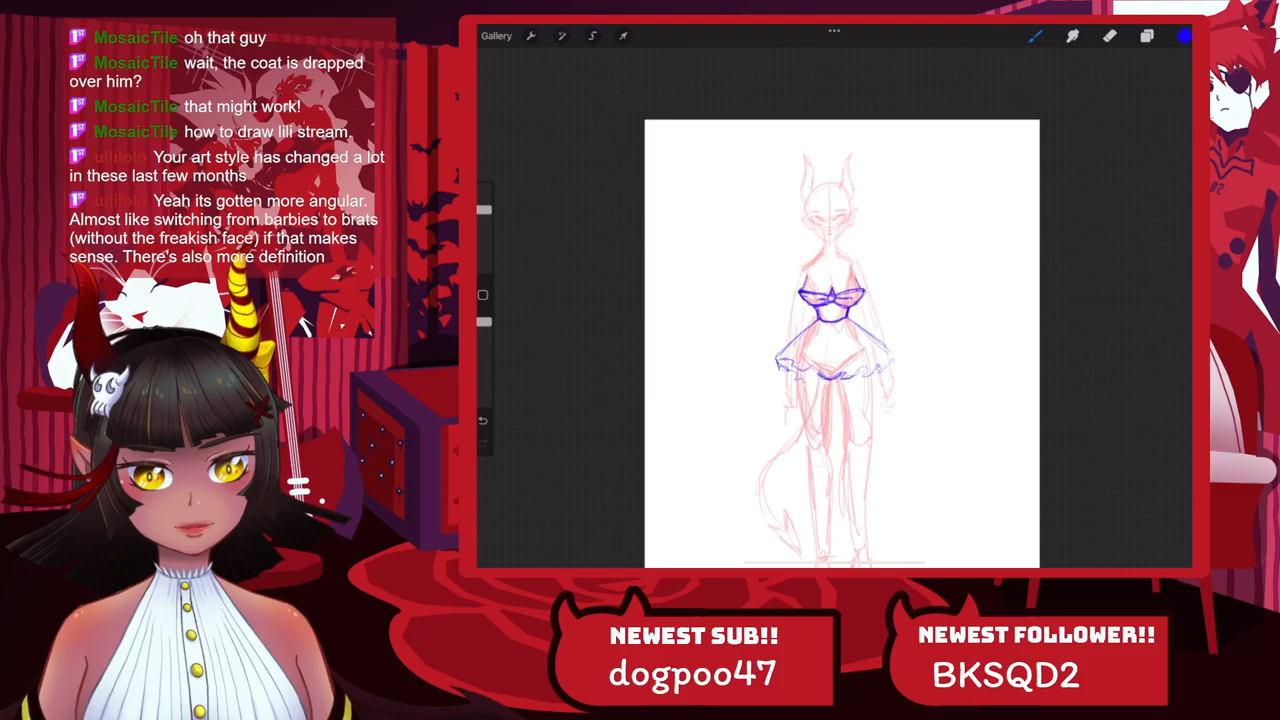 MosaicTile oh that guy
MosaicTile wait, the coat is drapped
over him?
MosaicTile that might work!
MosaicTile how to draw lili stream.
uililolo Your art style has changed a lot
in these last few months
uililolo Yeah its gotten more angular.
Almost like switching from barbies to brats
(without the freakish face) if that makes
sense. There's also more definition
Gallery
NEWEST SUB!!
dogpoo47
NEWEST FOLLOWER!!
BKSQD2